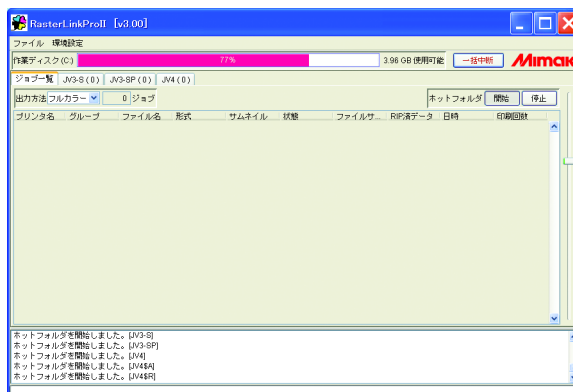 RasterLinkProII [v3.00]
ファイル 環境設定
作業ディスク(C:) 77% 3.96 GB 使用可能 一括中断 Mimak
ジョブ一覧 JV3-S ( 0 ) JV3-SP ( 0 ) JV4 ( 0 )
出力方法 フルカラー 0 ジョブ ホットフォルダ 開始 停止
プリンタ名 グループ ファイル名 形式 サムネイル 状態 ファイルサ... RIP済データ 日時 印刷回数
ホットフォルダを開始しました。[JV3-S]
ホットフォルダを開始しました。[JV3-SP]
ホットフォルダを開始しました。[JV4]
ホットフォルダを開始しました。[JV4$A]
ホットフォルダを開始しました。[JV4$R]